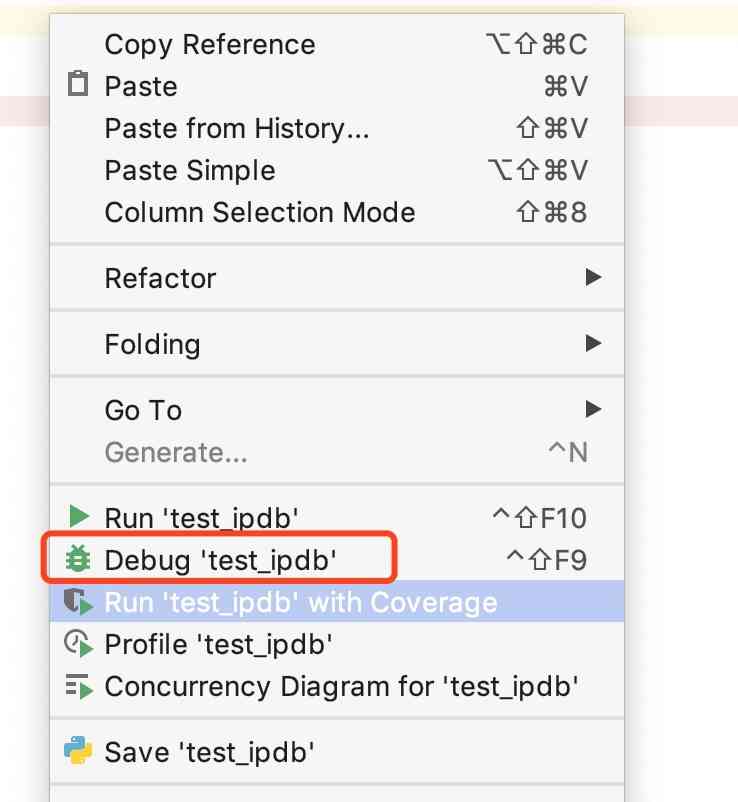 Copy Reference ⌥⇧⌘C
Paste ⌘V
Paste from History... ⇧⌘V
Paste Simple ⌥⇧⌘V
Column Selection Mode ⇧⌘8
Refactor
Folding
Go To
Generate... ^N
Run 'test_ipdb' ^⇧F10
Debug 'test_ipdb' ^⇧F9
Run 'test_ipdb' with Coverage
Profile 'test_ipdb'
Concurrency Diagram for 'test_ipdb'
Save 'test_ipdb'